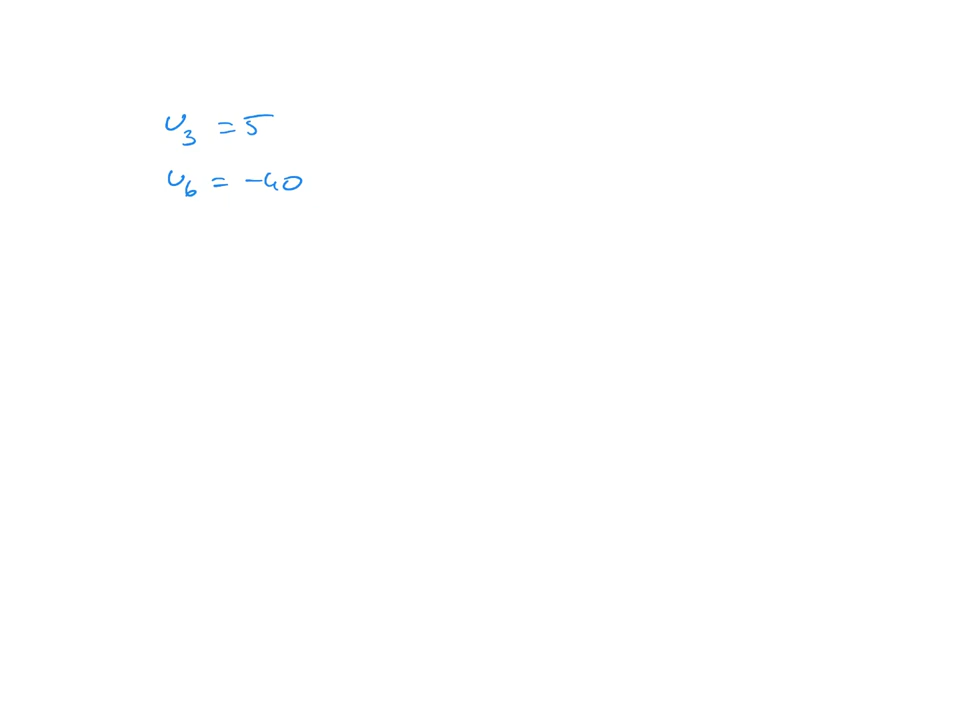 u₃ = 5
u₆ = -40